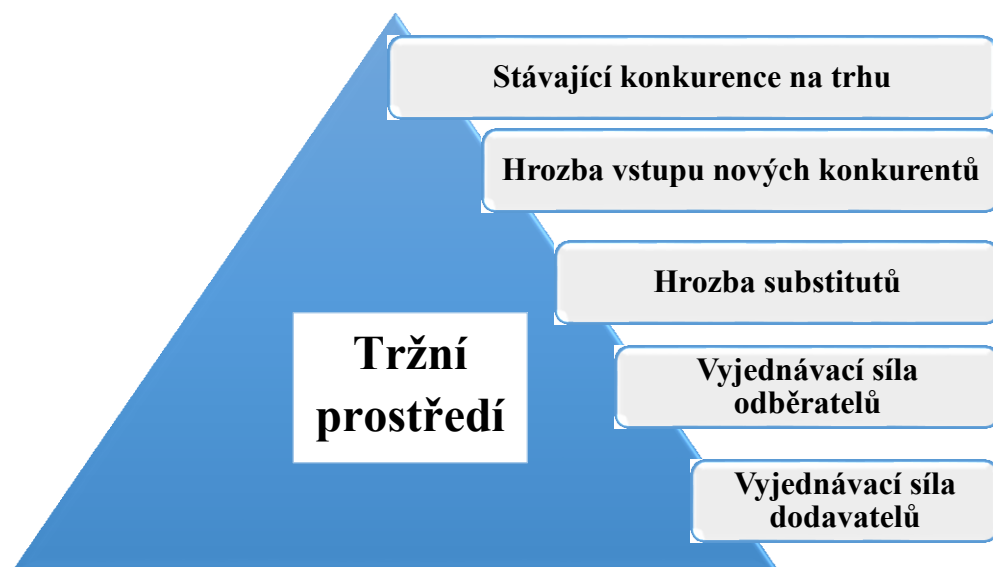 Stávající konkurence na trhu
Hrozba vstupu nových konkurentů
Hrozba substitutů
Tržní
prostředí
Vyjednávací síla
odběratelů
Vyjednávací síla
dodavatelů